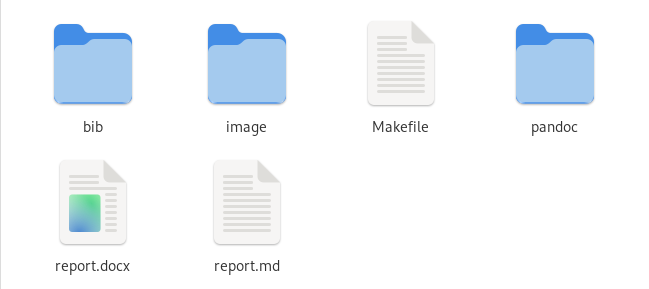 bib
image
Makefile
pandoc
report.docx
report.md